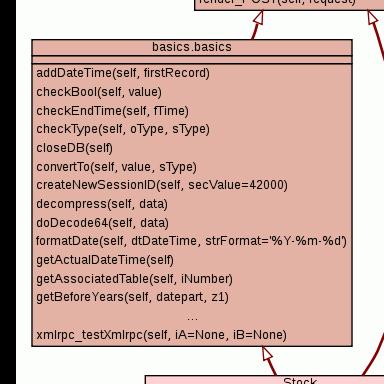 render_POST(self, request)
basics.basics
addDateTime(self, firstRecord)
checkBool(self, value)
checkEndTime(self, fTime)
checkType(self, oType, sType)
closeDB(self)
convertTo(self, value, sType)
createNewSessionID(self, secValue=42000)
decompress(self, data)
doDecode64(self, data)
formatDate(self, dtDateTime, strFormat='%Y-%m-%d')
getActualDateTime(self)
getAssociatedTable(self, iNumber)
getBeforeYears(self, datepart, z1)
...
xmlrpc_testXmlrpc(self, iA=None, iB=None)
Stock